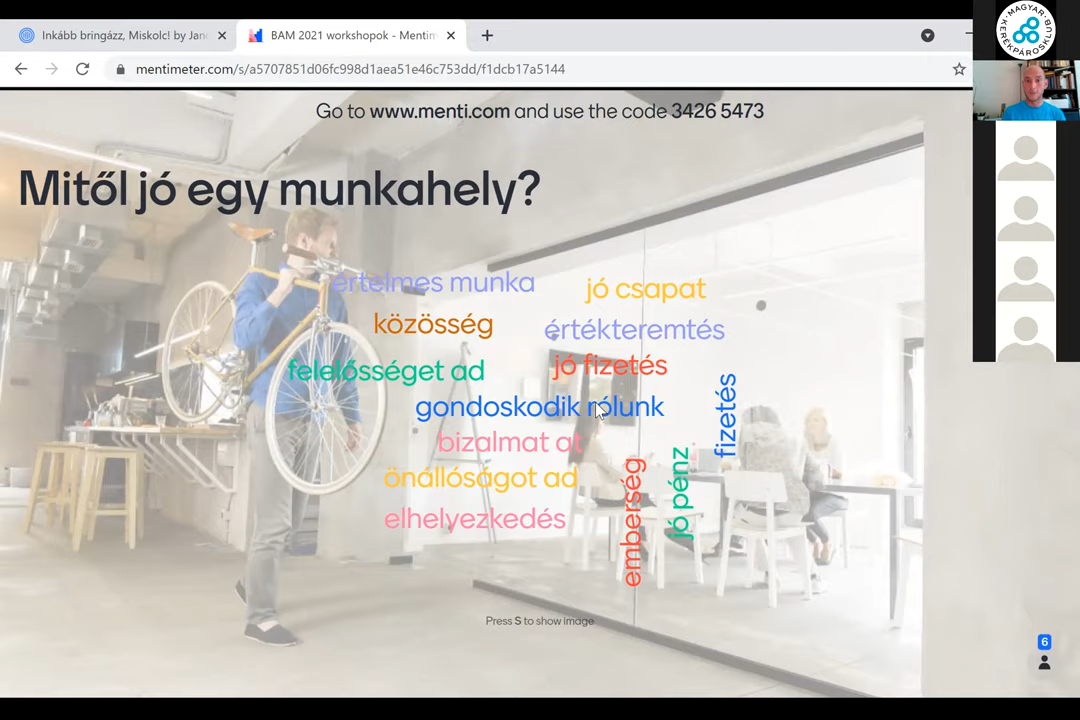 Inkább bringázz, Miskolc! by Jan
BAM 2021 workshopok - Mentim
mentimeter.com/s/a5707851d06fc998d1aea51e46c753dd/f1dcb17a5144
MAGYAR
KERÉKPÁROSKLUB
Go to www.menti.com and use the code 3426 5473
Mitől jó egy munkahely?
értelmes munka
jó csapat
közösség
értékteremtés
felelősséget ad
jó fizetés
gondoskodik rólunk
fizetés
bizalmat at
önállóságot ad
jó pénz
emberség
elhelyezkedés
Press S to show image
6